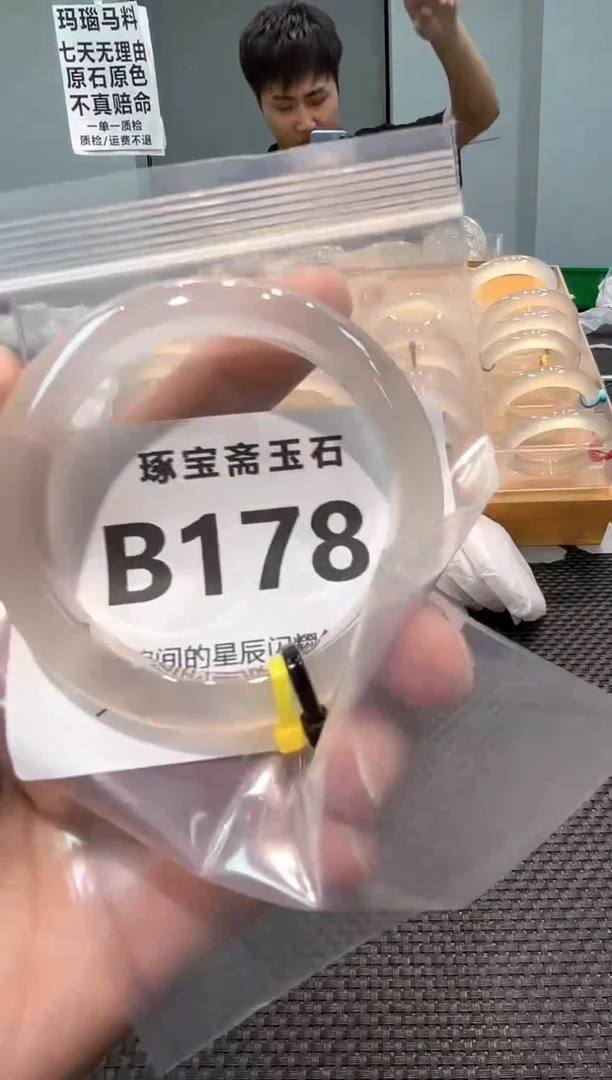 玛瑙马料
七天无理由
原石原色
不真赔命
一单一质检
质检/运费不退
琢宝斋玉石
B178
间的星辰闪耀